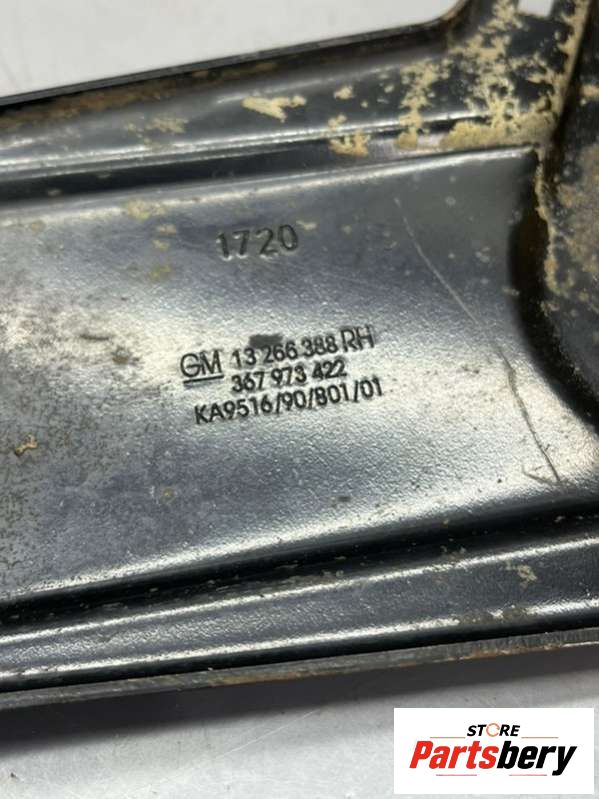 1720
GM 13 266 388 RH
367 973 422
KA9516/90/801/01
STORE
Partsbery